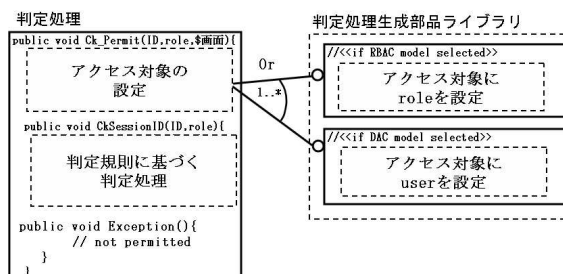 判定処理
public void Ck_Permit(ID,role,$画面){
アクセス対象の
設定
public void CkSessionID(ID,role){
判定規則に基づく
判定処理
public void Exception(){
// not permitted
}
}
Or
1..*
判定処理生成部品ライブラリ
//<<if RBAC model selected>>
アクセス対象に
roleを設定
//<<if DAC model selected>>
アクセス対象に
userを設定